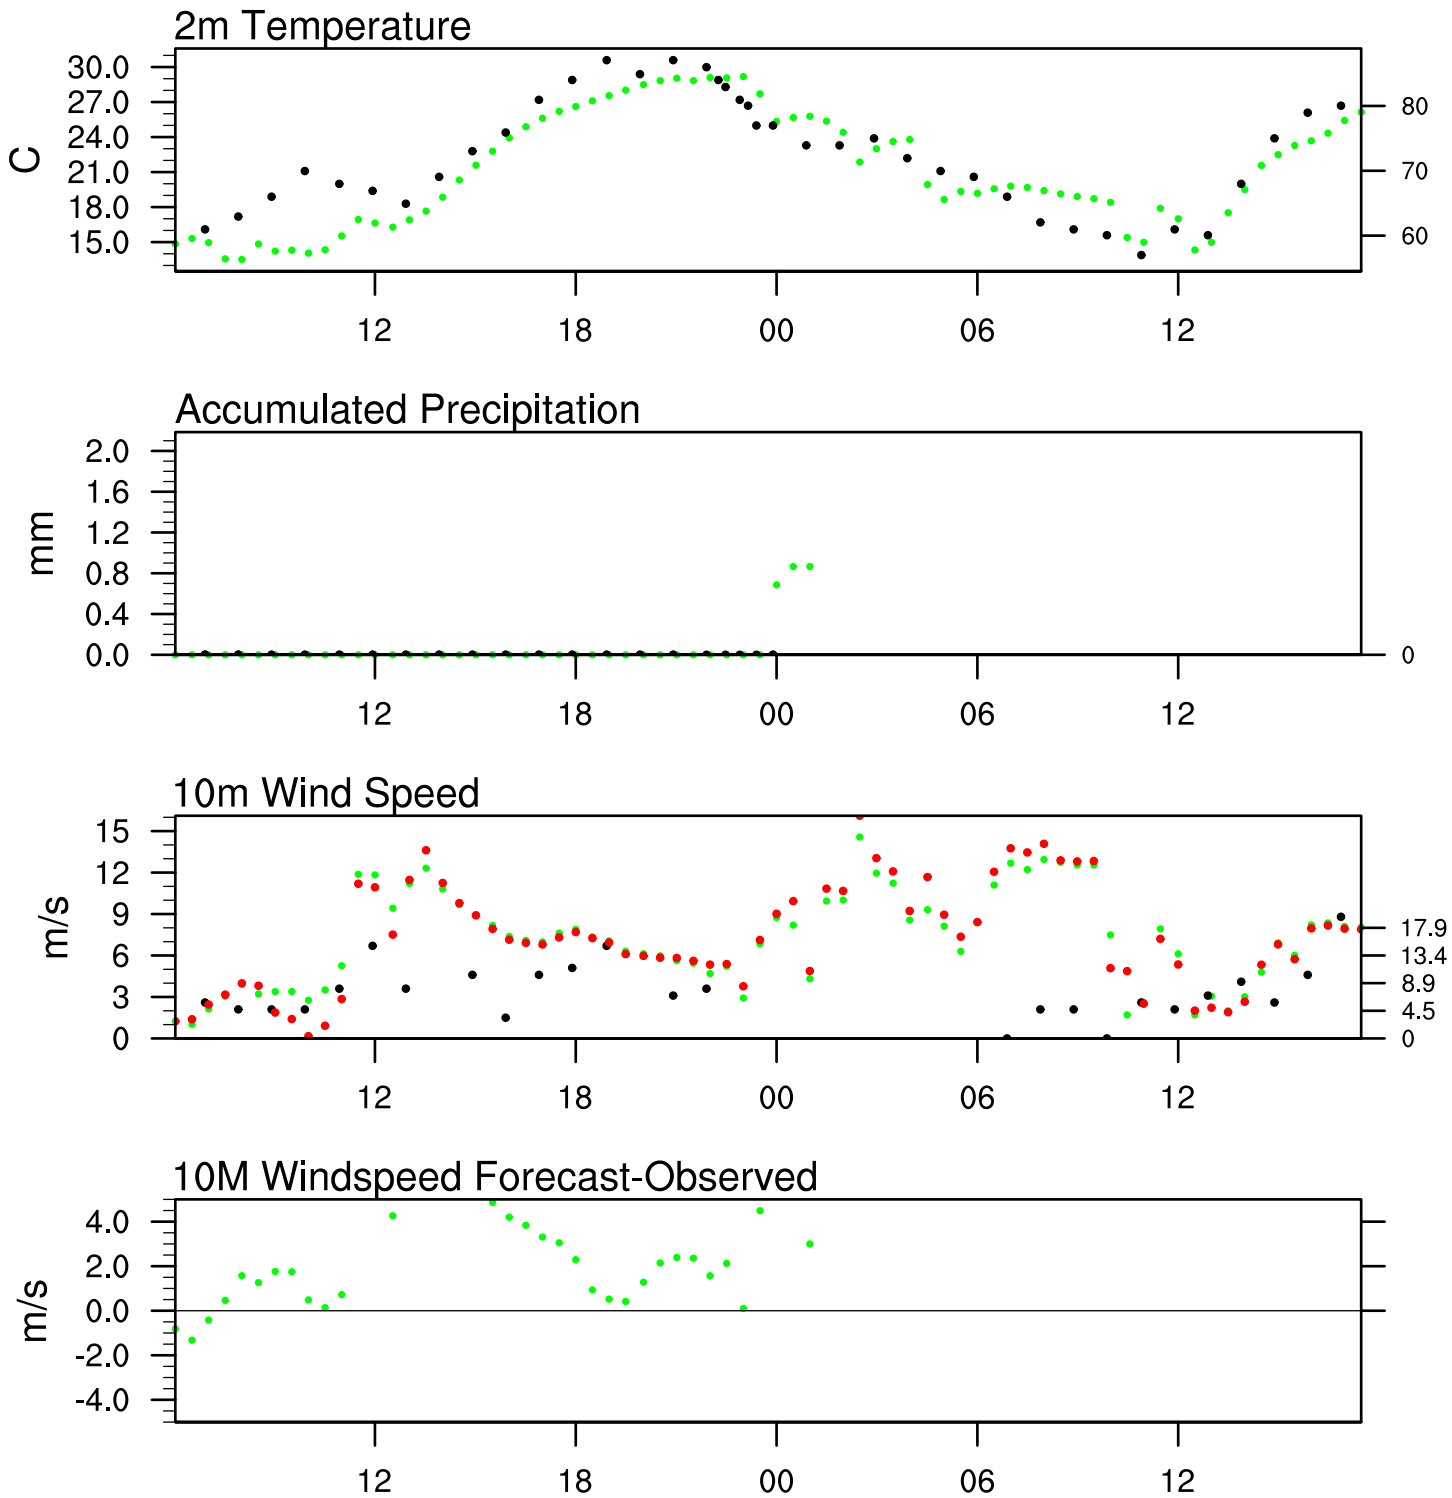 2m Temperature
30.0
27.0
24.0
21.0
18.0
15.0
C
80
70
60
12 18 00 06 12
Accumulated Precipitation
2.0
1.6
1.2
0.8
0.4
0.0
mm
0
12 18 00 06 12
10m Wind Speed
15
12
9
6
3
0
m/s
17.9
13.4
8.9
4.5
0
12 18 00 06 12
10M Windspeed Forecast-Observed
4.0
2.0
0.0
-2.0
-4.0
m/s
12 18 00 06 12